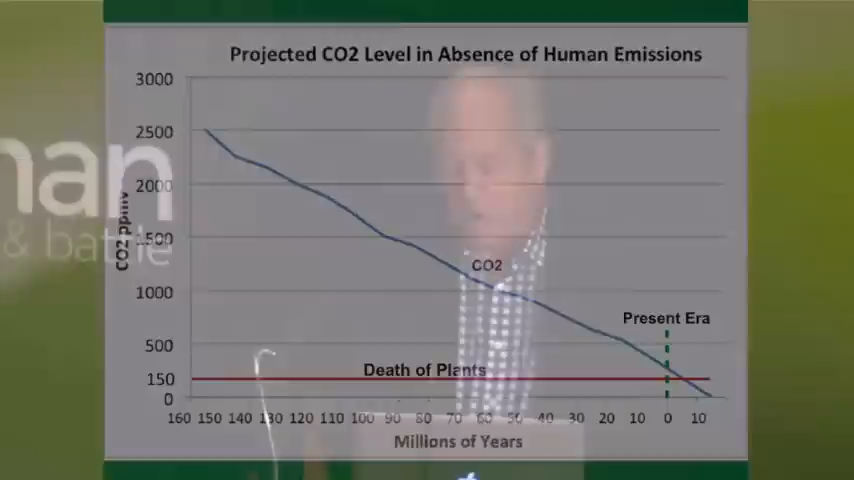 Projected CO2 Level in Absence of Human Emissions
3000
2500
2000
1500
1000
500
150
0
CO2 ppmv
nan
& battle
CO2
Present Era
Death of Plants
160 150 140 130 120 110 100 90 80 70 60 50 40 30 20 10 0 10
Millions of Years